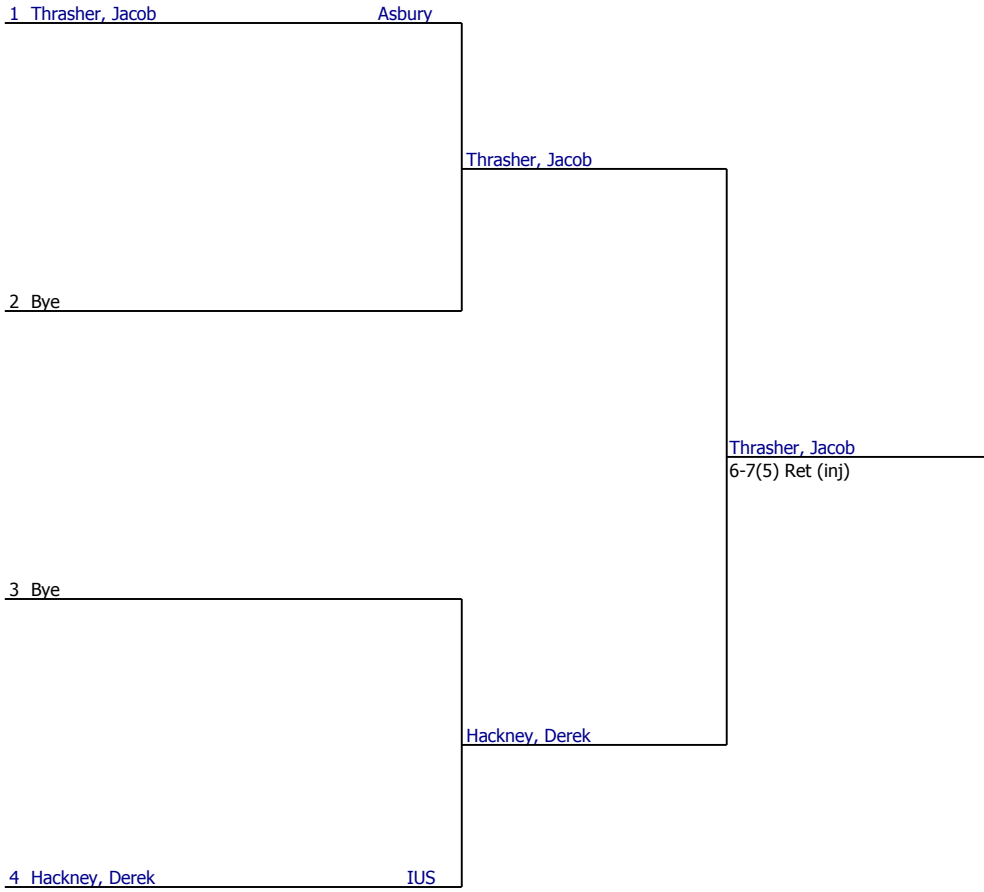 1 Thrasher, Jacob Asbury
Thrasher, Jacob
2 Bye
Thrasher, Jacob
6-7(5) Ret (inj)
3 Bye
Hackney, Derek
4 Hackney, Derek IUS